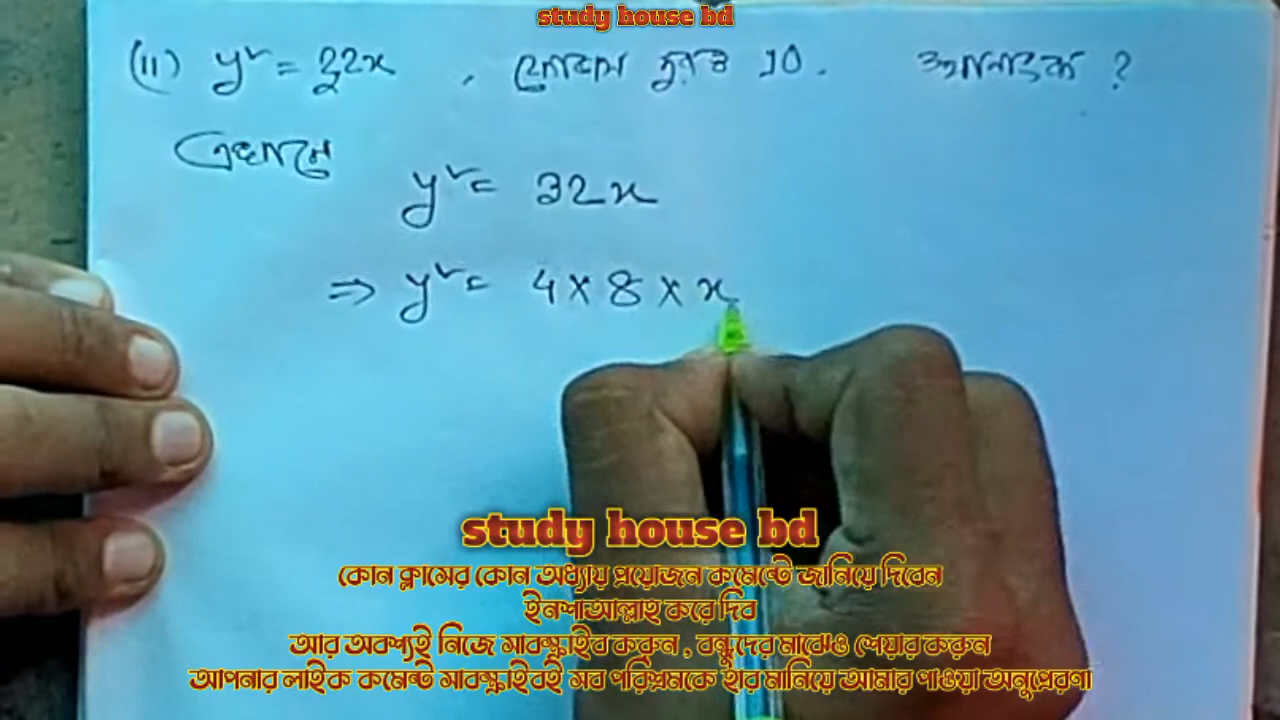 study house bd
(ii) y² = 32x , ফোকাস দূরত্ব 10. স্থানাংক ?
এখানে
y² = 32x
⇒ y² = 4 × 8 × x
study house bd
কোন ক্লাসের কোন অধ্যায় প্রয়োজন কমেন্টে জানিয়ে দিবেন
ইনশাআল্লাহ করে দিব
আর অবশ্যই নিজে সাবস্ক্রাইব করুন , বন্ধুদের মাঝেও শেয়ার করুন
আপনার লাইক কমেন্ট সাবস্ক্রাইবই সব পরিশ্রমকে হার মানিয়ে আমার পাওয়া অনুপ্রেরণা